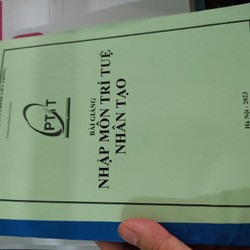 PTIT
BÀI GIẢNG
NHẬP MÔN TRÍ TUỆ
NHÂN TẠO
Hà Nội - 2023